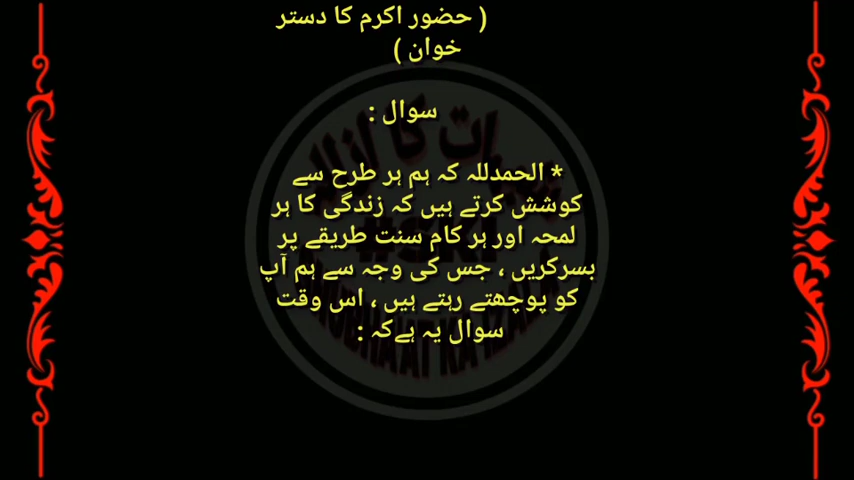 ( حضور اکرم کا دستر
خوان )
سوال :
* الحمدللہ کہ ہم ہر طرح سے
کوشش کرتے ہیں کہ زندگی کا ہر
لمحہ اور ہر کام سنت طریقے پر
بسرکریں ، جس کی وجہ سے ہم آپ
کو پوچھتے رہتے ہیں ، اس وقت
سوال یہ ہےکہ :